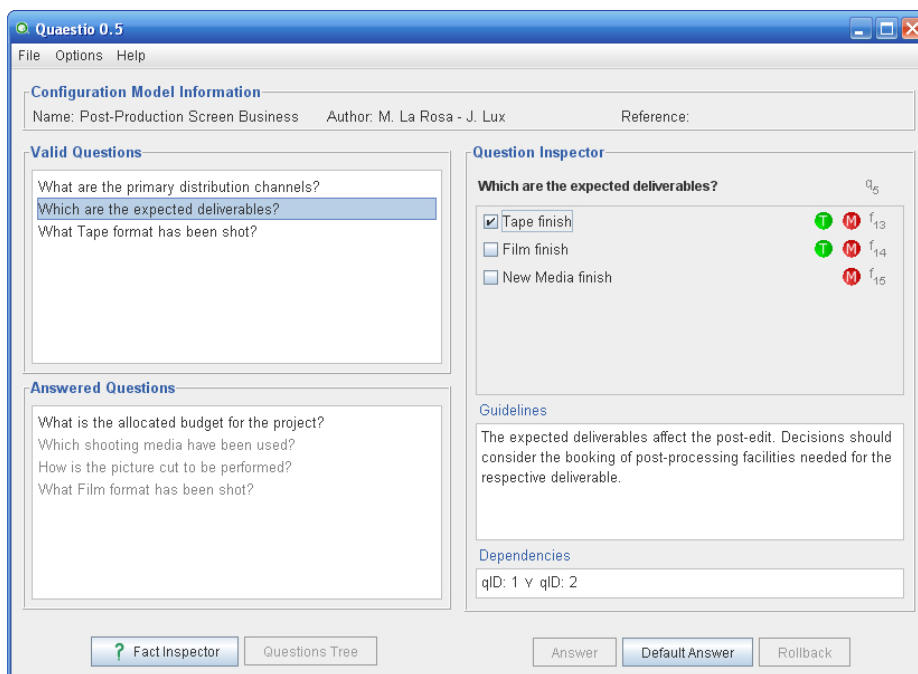 Quaestio 0.5
File Options Help
Configuration Model Information
Name: Post-Production Screen Business Author: M. La Rosa - J. Lux Reference:
Valid Questions
What are the primary distribution channels?
Which are the expected deliverables?
What Tape format has been shot?
Answered Questions
What is the allocated budget for the project?
Which shooting media have been used?
How is the picture cut to be performed?
What Film format has been shot?
? Fact Inspector
Questions Tree
Question Inspector
Which are the expected deliverables? q5
Tape finish T M f13
Film finish T M f14
New Media finish M f15
Guidelines
The expected deliverables affect the post-edit. Decisions should
consider the booking of post-processing facilities needed for the
respective deliverable.
Dependencies
qID: 1 ∨ qID: 2
Answer
Default Answer
Rollback